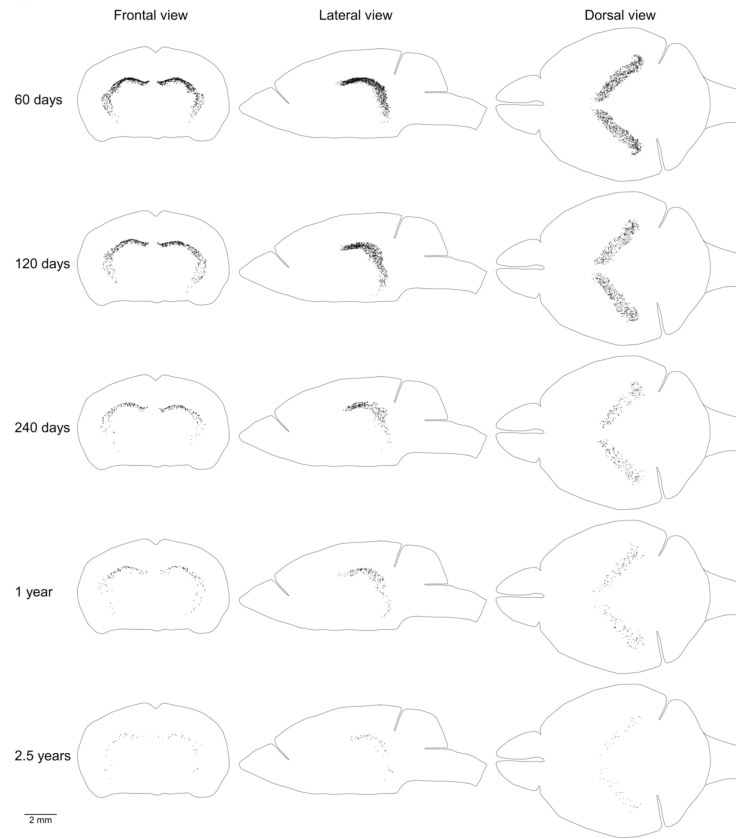 Frontal view
Lateral view
Dorsal view
60 days
120 days
240 days
1 year
2.5 years
2 mm